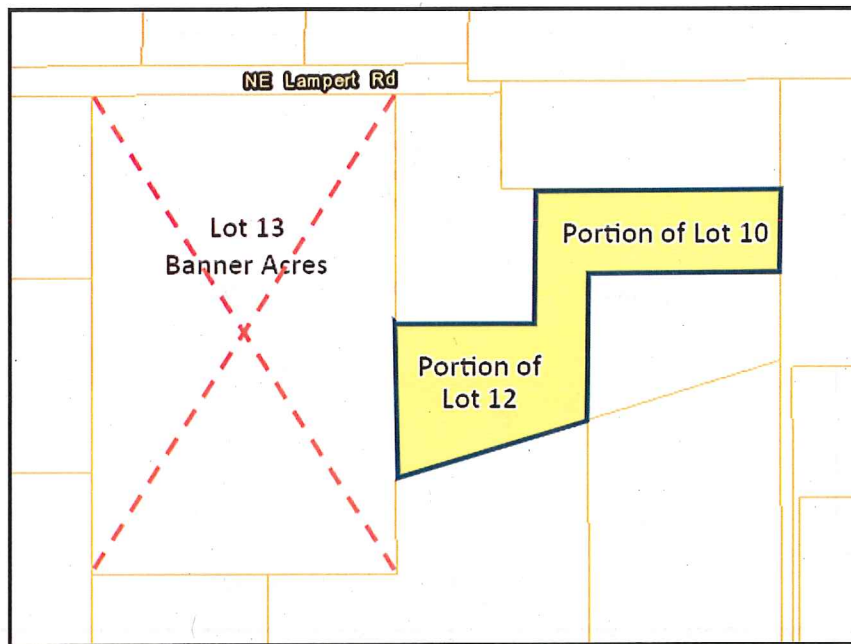 NE Lampert Rd
Lot 13
Banner Acres
Portion of Lot 10
Portion of
Lot 12